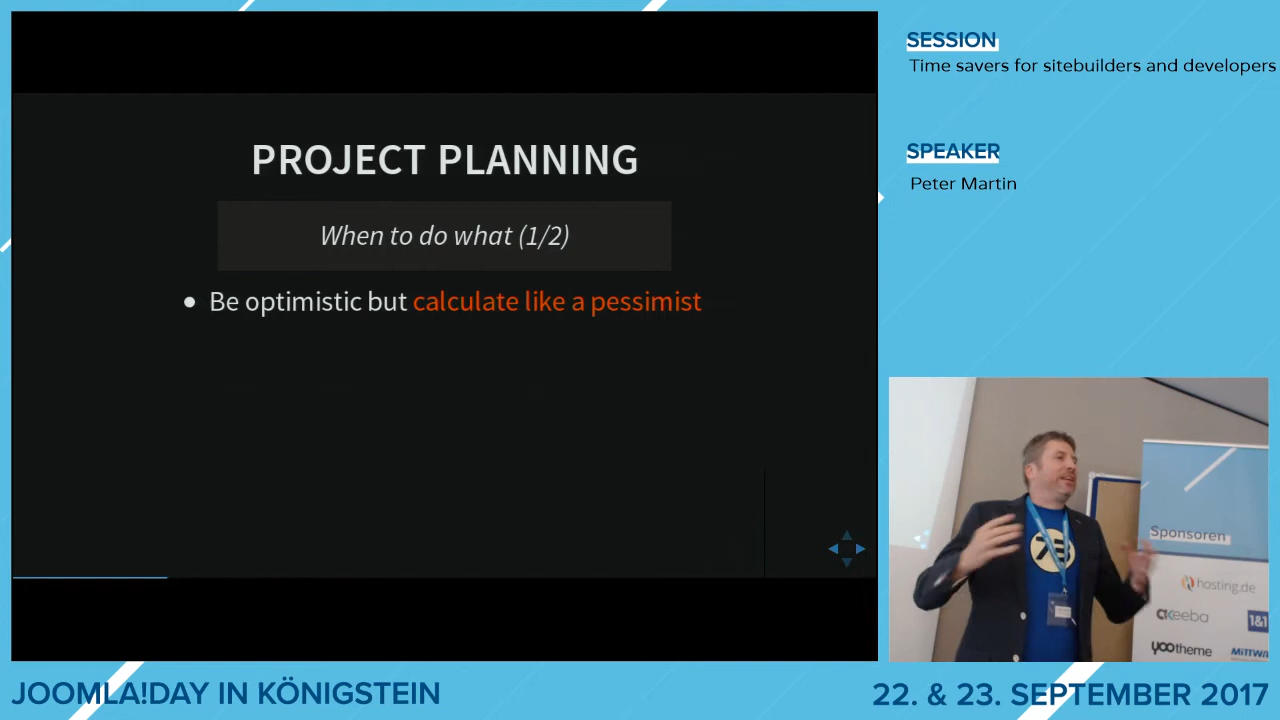 PROJECT PLANNING
When to do what (1/2)
Be optimistic but calculate like a pessimist
SESSION
Time savers for sitebuilders and developers
SPEAKER
Peter Martin
73
Sponsoren
hosting.de
akeeba
1&1
yootheme
MITTWA
JOOMLA!DAY IN KÖNIGSTEIN
22. & 23. SEPTEMBER 2017